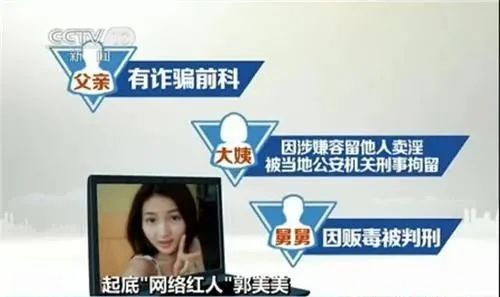 CCTV 13
新闻
父亲
有诈骗前科
大姨
因涉嫌容留他人卖淫
被当地公安机关刑事拘留
舅舅
因贩毒被判刑
起底"网络红人"郭美美